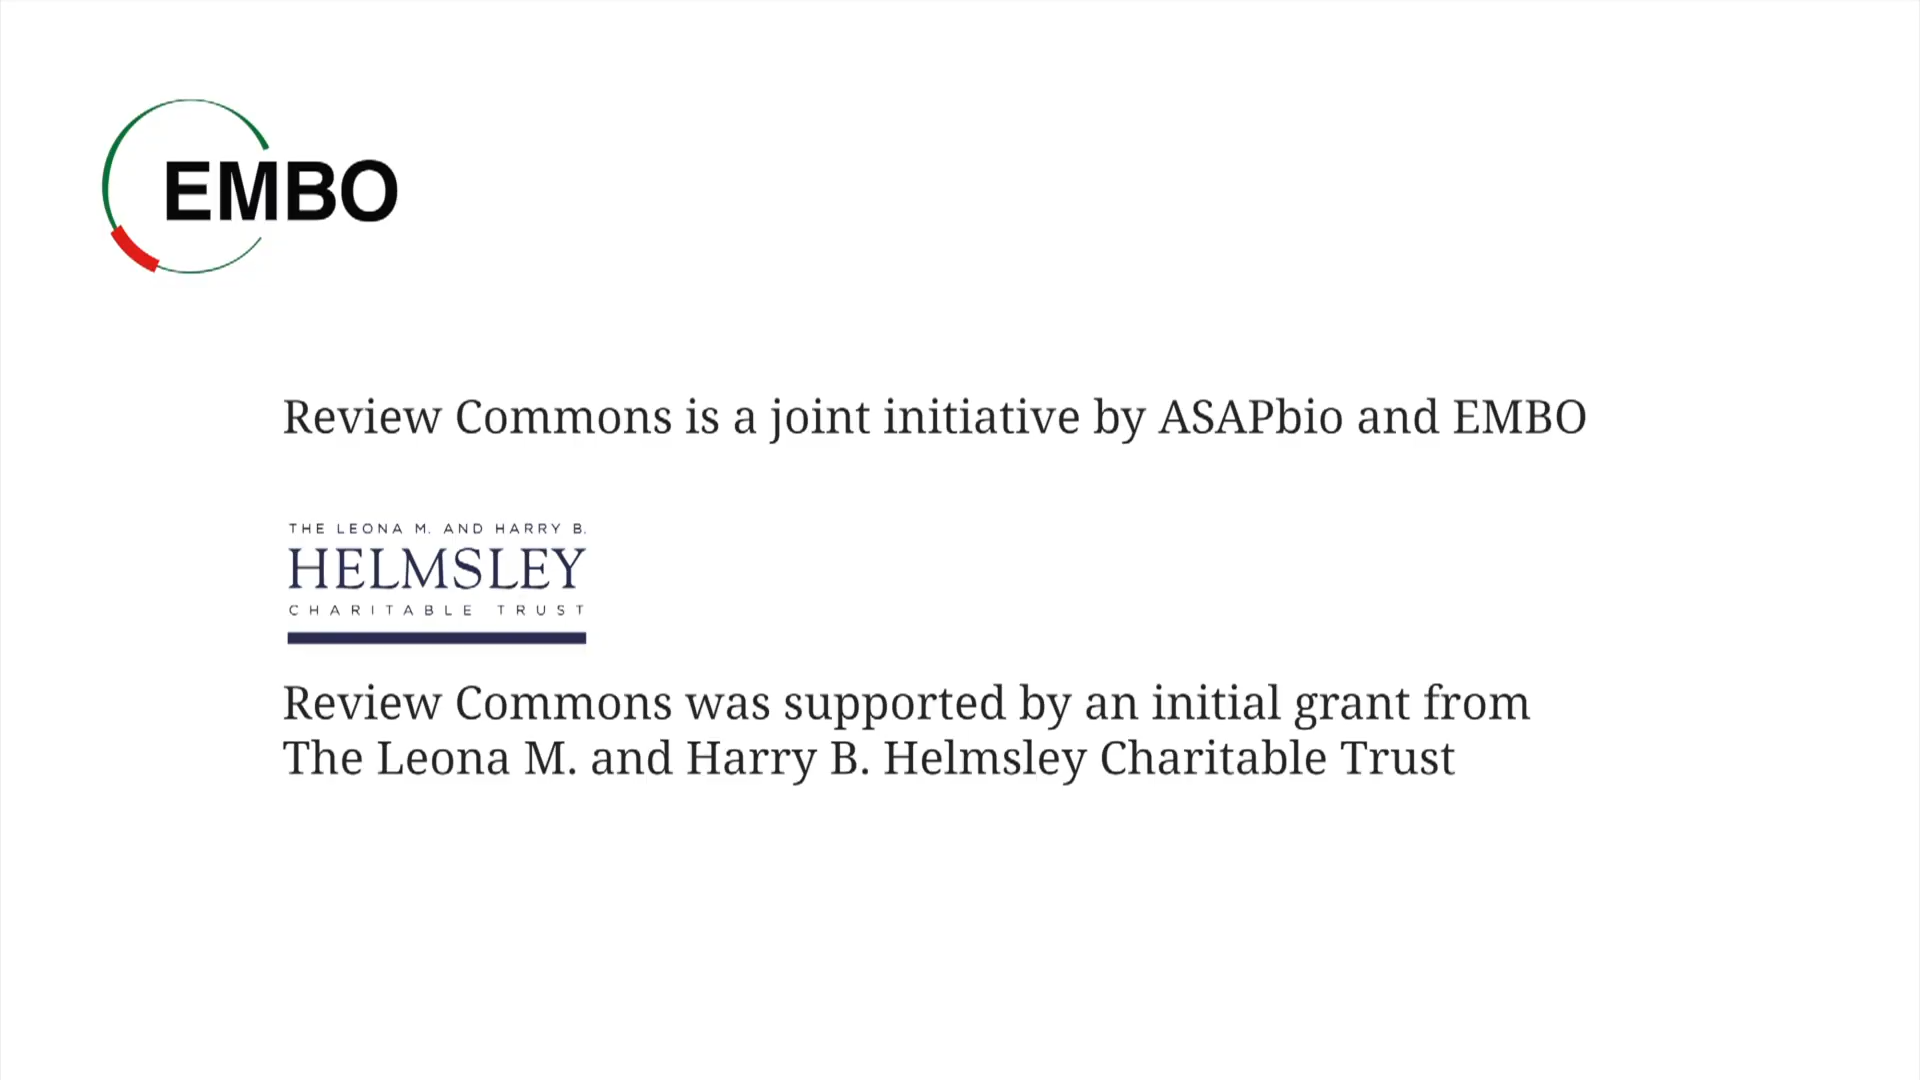 EMBO
Review Commons is a joint initiative by ASAPbio and EMBO
THE LEONA M. AND HARRY B.
HELMSLEY
CHARITABLE TRUST
Review Commons was supported by an initial grant from
The Leona M. and Harry B. Helmsley Charitable Trust